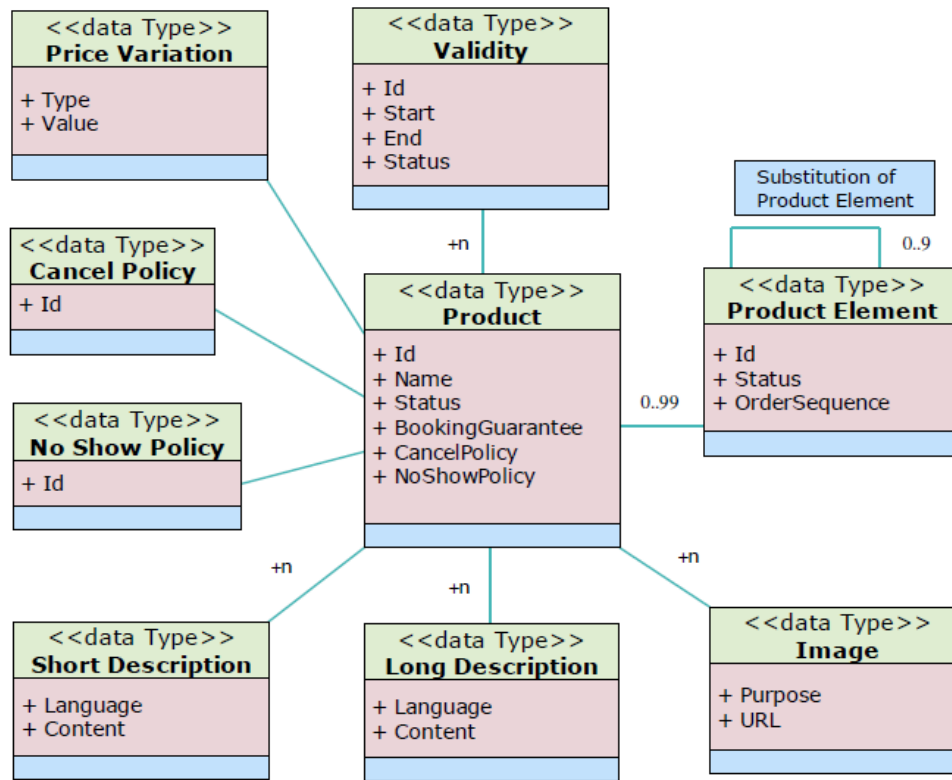 <<data Type>>
Price Variation
+ Type
+ Value
<<data Type>>
Validity
+ Id
+ Start
+ End
+ Status
Substitution of
Product Element
0..9
+n
<<data Type>>
Cancel Policy
+ Id
<<data Type>>
Product
+ Id
+ Name
+ Status
+ BookingGuarantee
+ CancelPolicy
+ NoShowPolicy
<<data Type>>
Product Element
+ Id
+ Status
+ OrderSequence
0..99
<<data Type>>
No Show Policy
+ Id
+n
+n
+n
<<data Type>>
Short Description
+ Language
+ Content
<<data Type>>
Long Description
+ Language
+ Content
<<data Type>>
Image
+ Purpose
+ URL